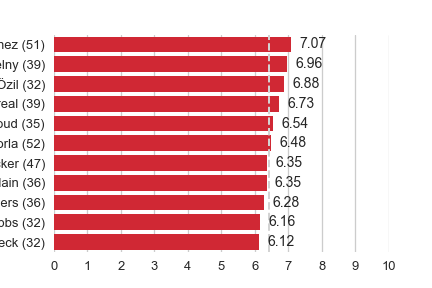 nez (51) 7.07
elny (39) 6.96
Özil (32) 6.88
real (39) 6.73
oud (35) 6.54
orla (52) 6.48
cker (47) 6.35
lain (36) 6.35
ers (36) 6.28
obs (32) 6.16
eck (32) 6.12
0 1 2 3 4 5 6 7 8 9 10